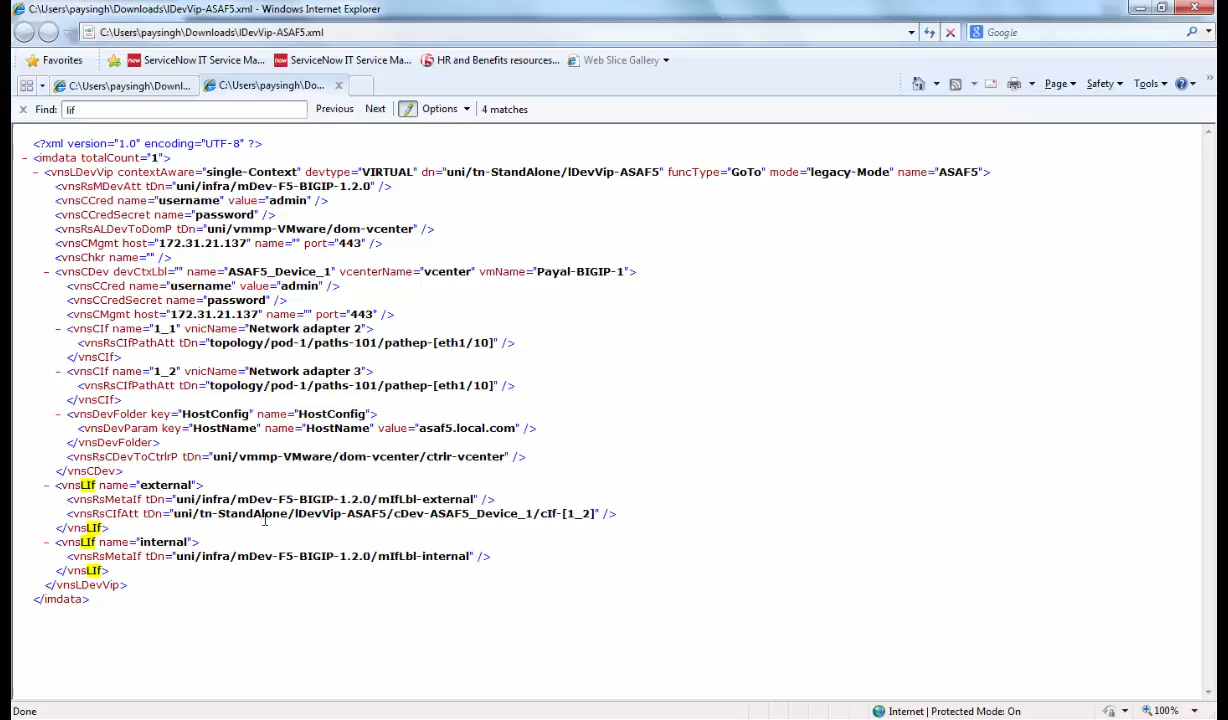 C:\Users\paysingh\Downloads\lDevVip-ASAF5.xml - Windows Internet Explorer
C:\Users\paysingh\Downloads\lDevVip-ASAF5.xml
Google
Favorites
ServiceNow IT Service Ma...
ServiceNow IT Service Ma...
HR and Benefits resources...
Web Slice Gallery
C:\Users\paysingh\Downl...
C:\Users\paysingh\Do...
Page
Safety
Tools
Find: lif
Previous
Next
Options
4 matches
<?xml version="1.0" encoding="UTF-8" ?>
- <imdata totalCount="1">
- <vnsLDevVip contextAware="single-Context" devtype="VIRTUAL" dn="uni/tn-StandAlone/lDevVip-ASAF5" funcType="GoTo" mode="legacy-Mode" name="ASAF5">
<vnsRsMDevAtt tDn="uni/infra/mDev-F5-BIGIP-1.2.0" />
<vnsCCred name="username" value="admin" />
<vnsCCredSecret name="password" />
<vnsRsALDevToDomP tDn="uni/vmmp-VMware/dom-vcenter" />
<vnsCMgmt host="172.31.21.137" name="" port="443" />
<vnsChkr name="" />
- <vnsCDev devCtxLbl="" name="ASAF5_Device_1" vcenterName="vcenter" vmName="Payal-BIGIP-1">
<vnsCCred name="username" value="admin" />
<vnsCCredSecret name="password" />
<vnsCMgmt host="172.31.21.137" name="" port="443" />
- <vnsCIf name="1_1" vnicName="Network adapter 2">
<vnsRsCIfPathAtt tDn="topology/pod-1/paths-101/pathep-[eth1/10]" />
</vnsCIf>
- <vnsCIf name="1_2" vnicName="Network adapter 3">
<vnsRsCIfPathAtt tDn="topology/pod-1/paths-101/pathep-[eth1/10]" />
</vnsCIf>
- <vnsDevFolder key="HostConfig" name="HostConfig">
<vnsDevParam key="HostName" name="HostName" value="asaf5.local.com" />
</vnsDevFolder>
<vnsRsCDevToCtrlrP tDn="uni/vmmp-VMware/dom-vcenter/ctrlr-vcenter" />
</vnsCDev>
- <vnsLIf name="external">
<vnsRsMetaIf tDn="uni/infra/mDev-F5-BIGIP-1.2.0/mIfLbl-external" />
<vnsRsCIfAtt tDn="uni/tn-StandAlone/lDevVip-ASAF5/cDev-ASAF5_Device_1/cIf-[1_2]" />
</vnsLIf>
- <vnsLIf name="internal">
<vnsRsMetaIf tDn="uni/infra/mDev-F5-BIGIP-1.2.0/mIfLbl-internal" />
</vnsLIf>
</vnsLDevVip>
</imdata>
Done
Internet | Protected Mode: On
100%